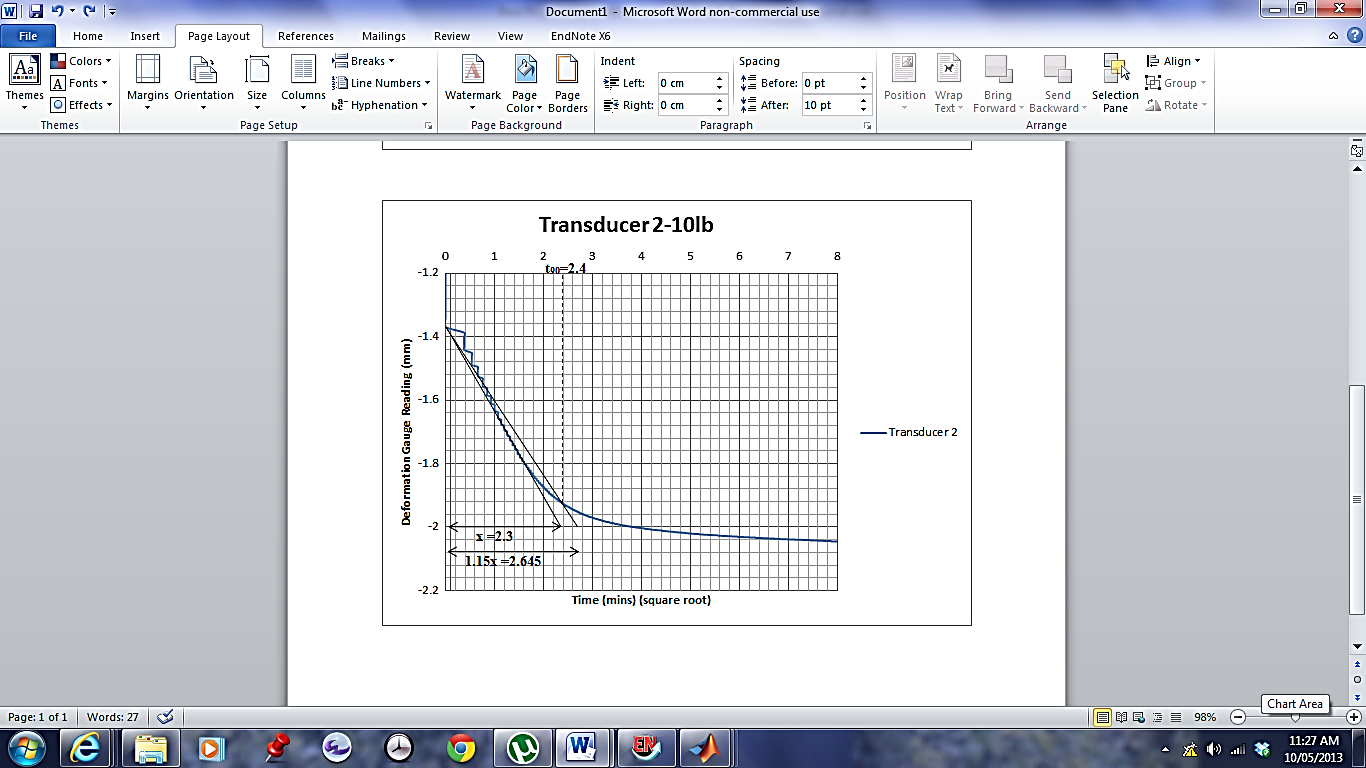 Document1 - Microsoft Word non-commercial use
File Home Insert Page Layout References Mailings Review View EndNote X6
Themes
Colors
Fonts
Effects
Themes
Margins
Orientation
Size
Columns
Breaks
Line Numbers
Hyphenation
Page Setup
Watermark
Page Color
Page Borders
Page Background
Indent
Left: 0 cm
Right: 0 cm
Spacing
Before: 0 pt
After: 10 pt
Paragraph
Position
Wrap Text
Bring Forward
Send Backward
Selection Pane
Align
Group
Rotate
Arrange
Transducer 2-10lb
0 1 2 3 4 5 6 7 8
t₉₀=2.4
-1.2
-1.4
-1.6
-1.8
-2
-2.2
Deformation Gauge Reading (mm)
x =2.3
1.15x =2.645
Time (mins) (square root)
Transducer 2
Chart Area
Page: 1 of 1 Words: 27 98%
11:27 AM
10/05/2013